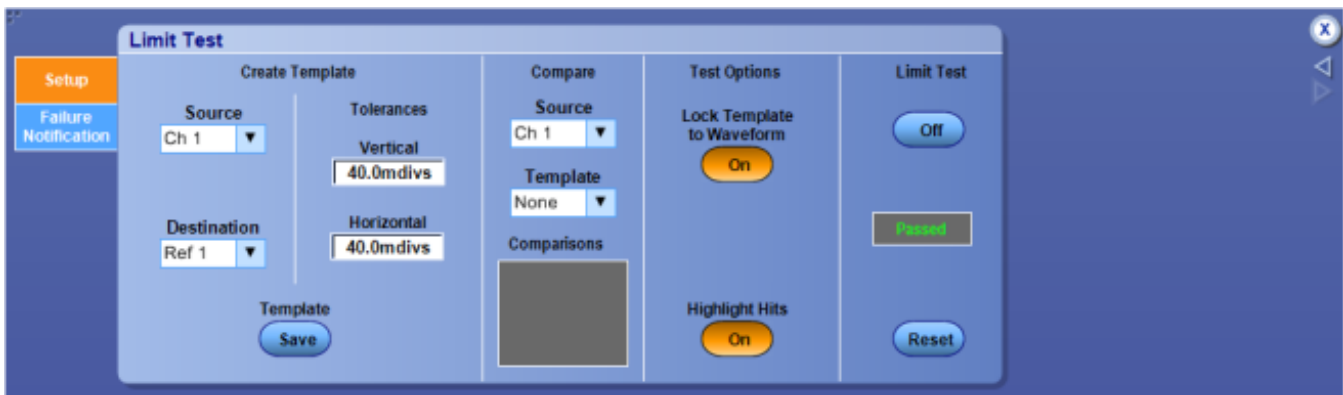 Limit Test
Setup
Failure
Notification
Create Template
Source
Ch 1
Destination
Ref 1
Tolerances
Vertical
40.0mdivs
Horizontal
40.0mdivs
Template
Save
Compare
Source
Ch 1
Template
None
Comparisons
Test Options
Lock Template
to Waveform
On
Highlight Hits
On
Limit Test
Off
Passed
Reset
X